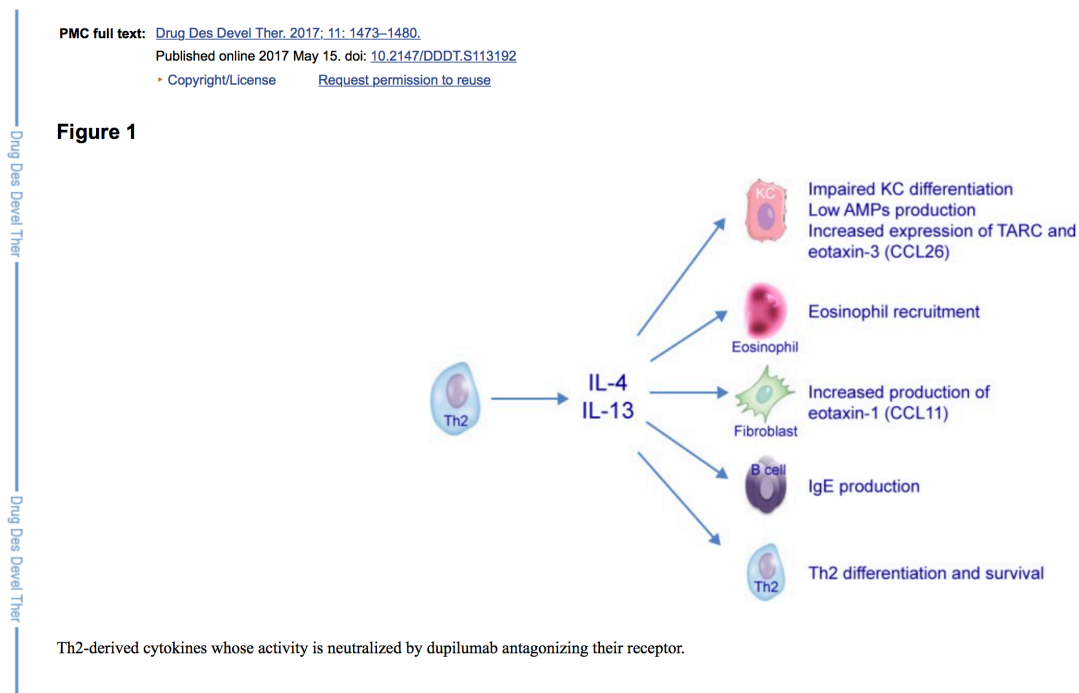 PMC full text: Drug Des Devel Ther. 2017; 11: 1473–1480.
Published online 2017 May 15. doi: 10.2147/DDDT.S113192
‣ Copyright/License Request permission to reuse
Figure 1
Drug Des Devel Ther
Drug Des Devel Ther
KC
Impaired KC differentiation
Low AMPs production
Increased expression of TARC and
eotaxin-3 (CCL26)
Eosinophil
Eosinophil recruitment
Th2
IL-4
IL-13
Fibroblast
Increased production of
eotaxin-1 (CCL11)
B cell
IgE production
Th2
Th2 differentiation and survival
Th2-derived cytokines whose activity is neutralized by dupilumab antagonizing their receptor.